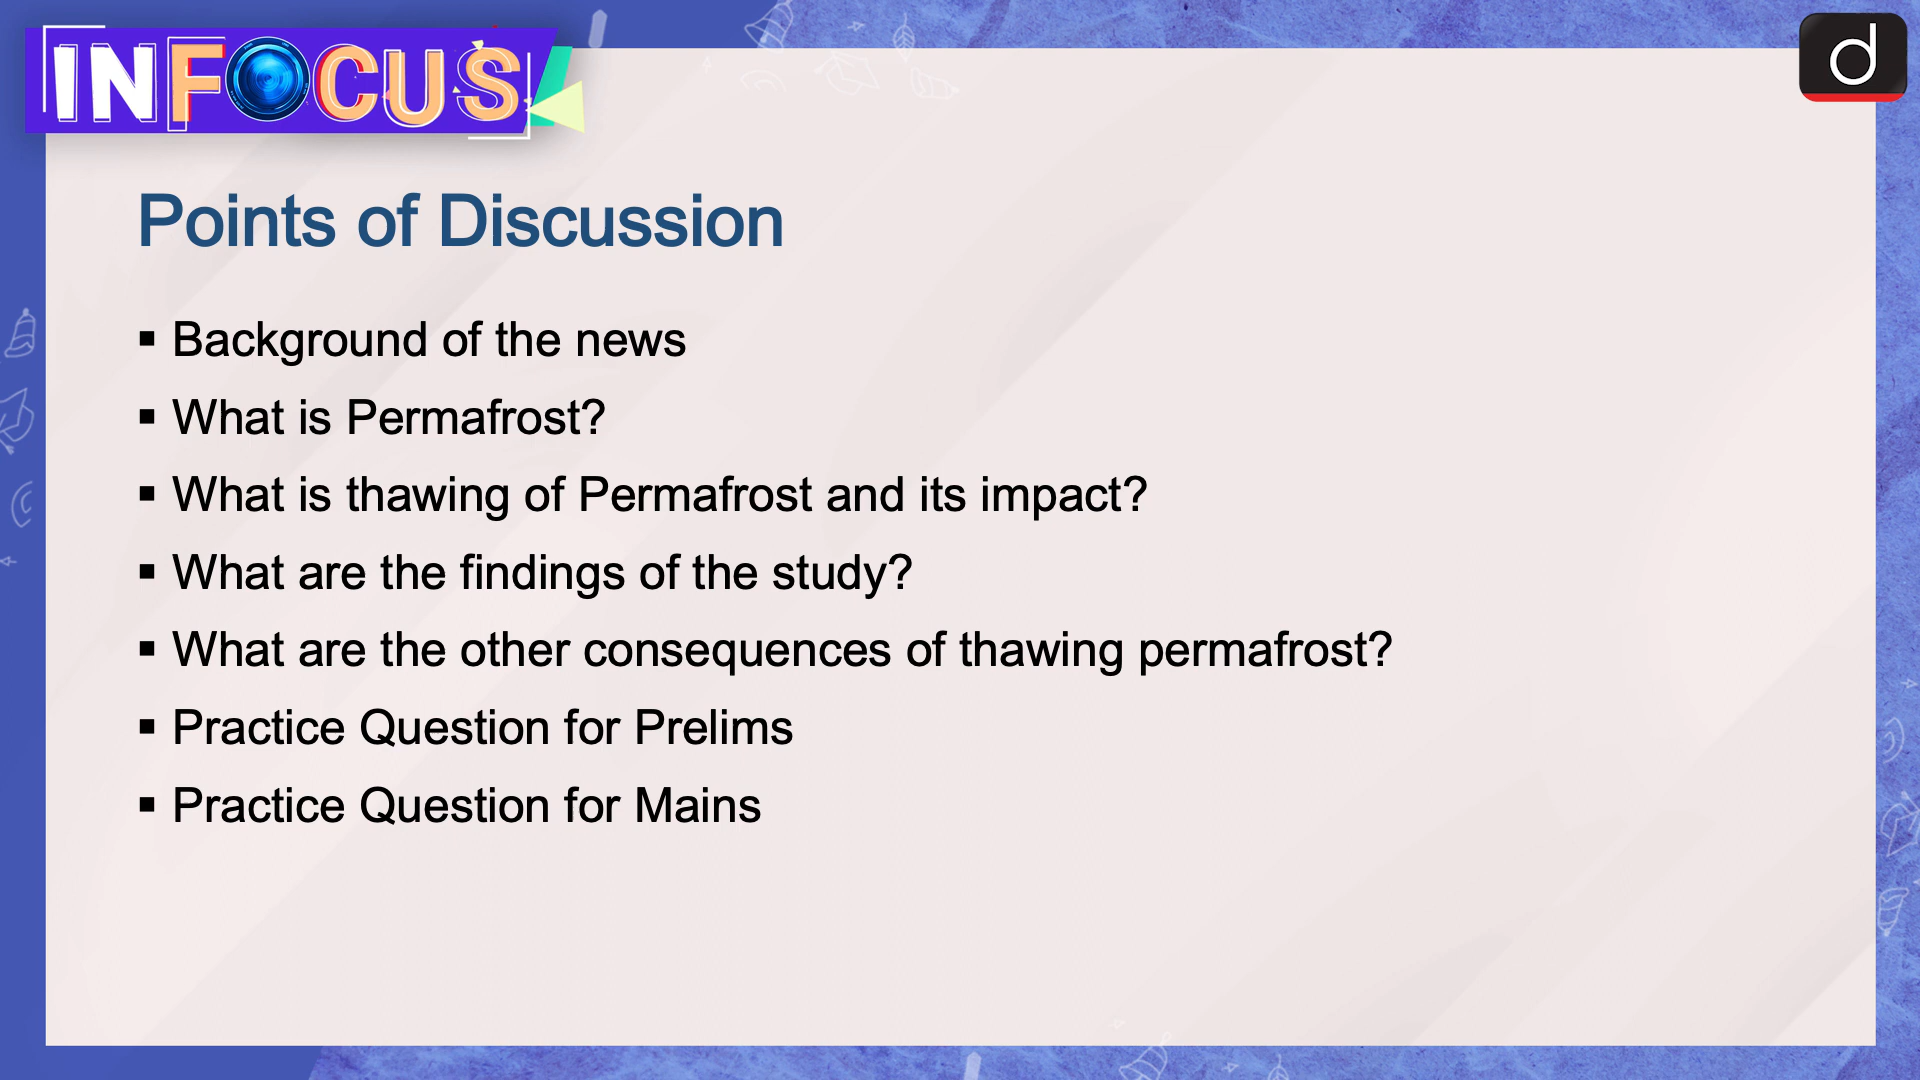 INFOCUS
d
Points of Discussion
▪ Background of the news
▪ What is Permafrost?
▪ What is thawing of Permafrost and its impact?
▪ What are the findings of the study?
▪ What are the other consequences of thawing permafrost?
▪ Practice Question for Prelims
▪ Practice Question for Mains